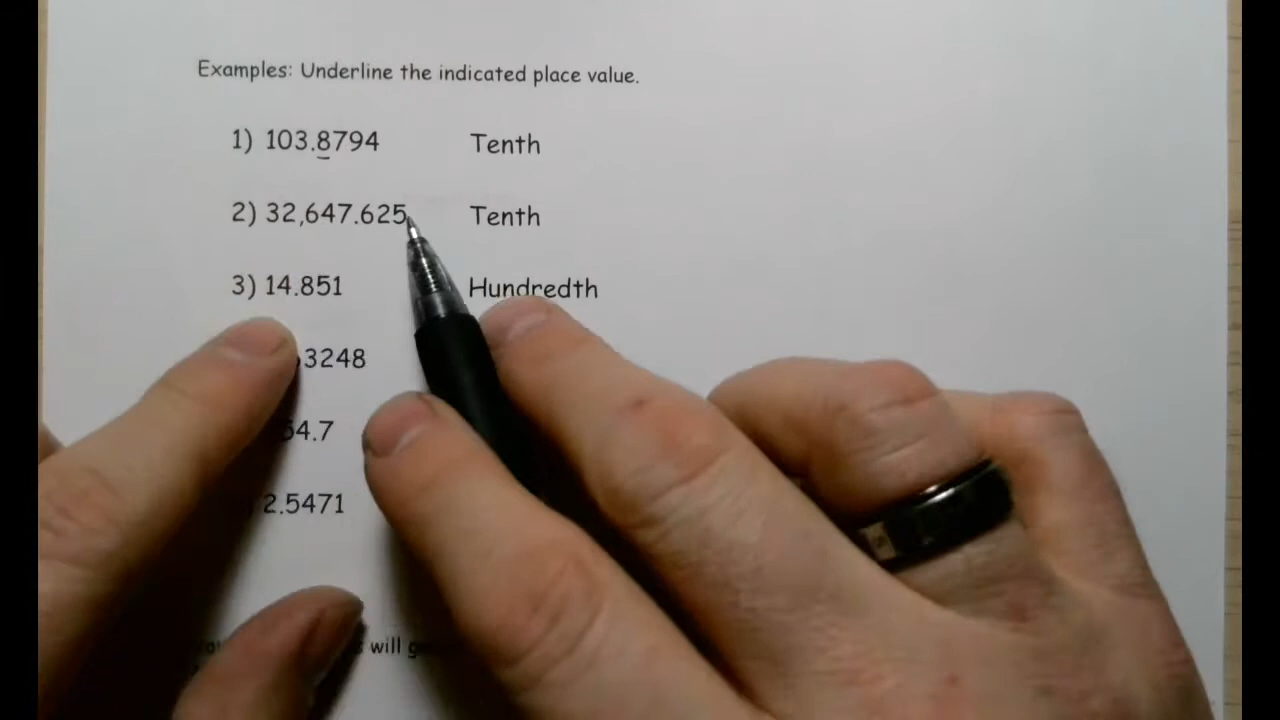 Examples: Underline the indicated place value.
1) 103.8794 Tenth
2) 32,647.625 Tenth
3) 14.851 Hundredth
3248
54.7
2.5471
will